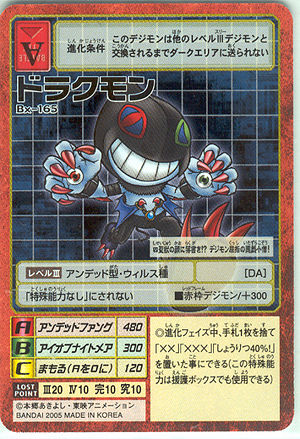 進化条件
このデジモンは他のレベルⅢデジモンと
交換されるまでダークエリアに送られない
ドラクモン
Bx-165
レベルⅢ アンデット型・ウィルス種 [DA]
「特殊能力なし」にされない
■赤枠デジモン/+300
A アンデットファング 480
B アイオブナイトメア 300
C まもる(Aを0に) 120
LOST POINT Ⅲ20 Ⅳ10 完10 究10
◎進化フェイズ中、手札1枚を捨て
「××」「×××」「しょうりつ40%!」
を置いた事にできる(この特殊能
力は援護ボックスでも使用できる)
©本郷あきよし・東映アニメーション
BANDAI 2005 MADE IN KOREA